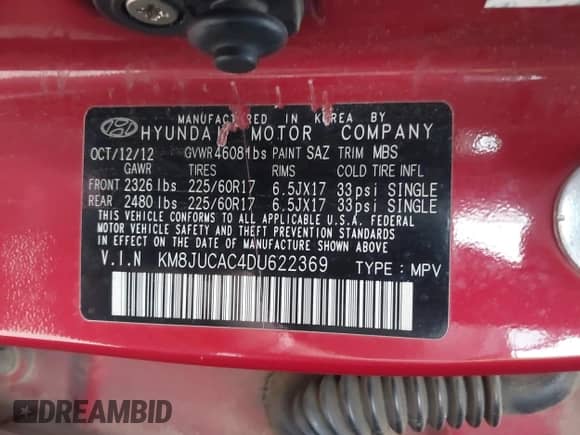 MANUFACTURED IN KOREA BY
HYUNDAI MOTOR COMPANY
OCT/12/12 GVWR 4608lbs PAINT SAZ TRIM MBS
GAWR TIRES RIMS COLD TIRE INFL
FRONT 2326 lbs 225/60R17 6.5JX17 33psi SINGLE
REAR 2480 lbs 225/60R17 6.5JX17 33psi SINGLE
THIS VEHICLE CONFORMS TO ALL APPLICABLE U.S.A. FEDERAL
MOTOR VEHICLE SAFETY AND THEFT PREVENTION STANDARDS
IN EFFECT ON THE DATE OF MANUFACTURE SHOWN ABOVE.
V.I.N KM8JUCAC4DU622369 TYPE : MPV
DREAMBID